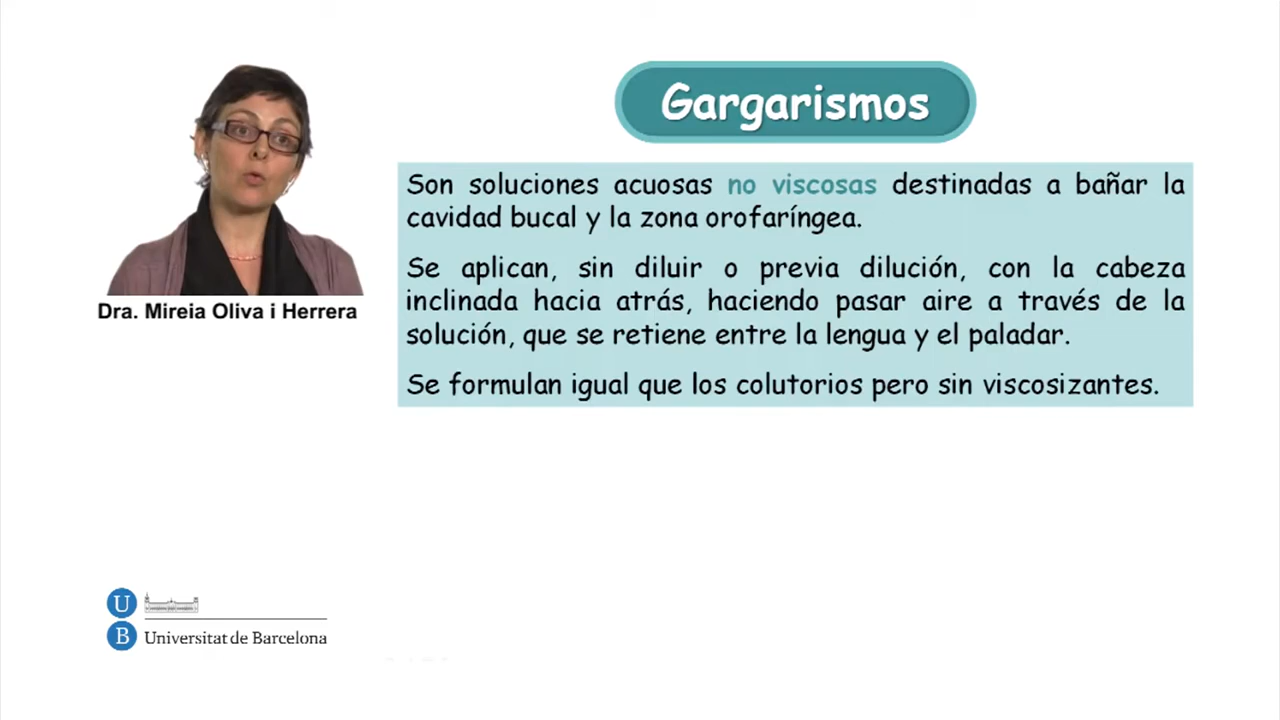 Gargarismos
Son soluciones acuosas no viscosas destinadas a bañar la
cavidad bucal y la zona orofaríngea.
Se aplican, sin diluir o previa dilución, con la cabeza
inclinada hacia atrás, haciendo pasar aire a través de la
solución, que se retiene entre la lengua y el paladar.
Se formulan igual que los colutorios pero sin viscosizantes.
Dra. Mireia Oliva i Herrera
U
B Universitat de Barcelona